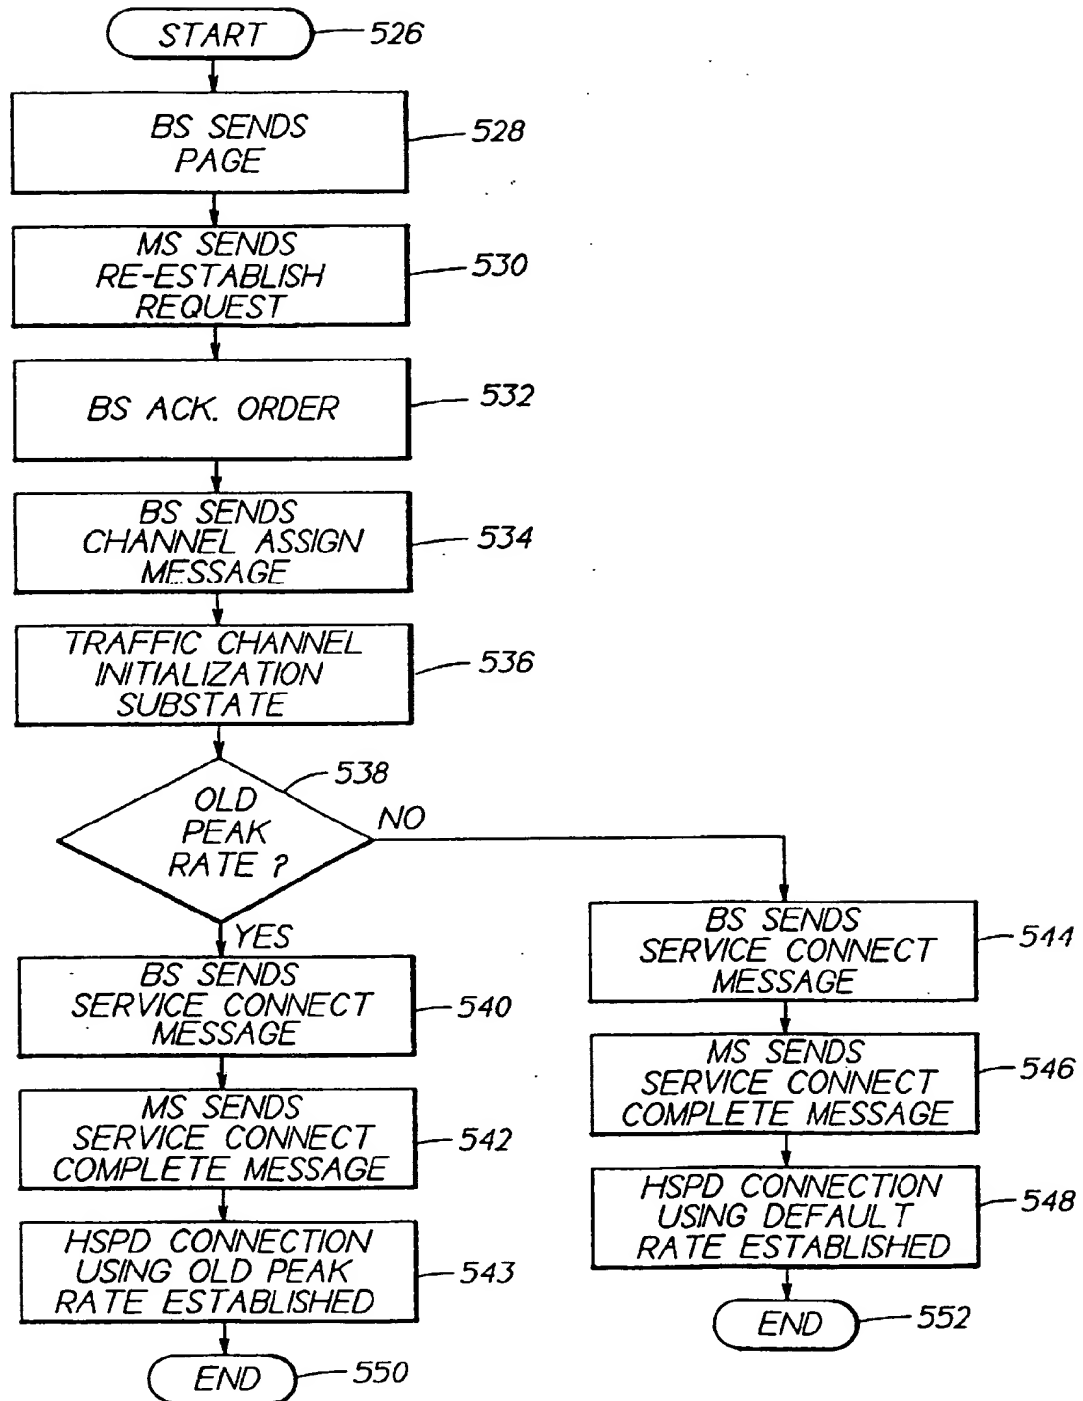 START
526
BS SENDS
PAGE
528
MS SENDS
RE-ESTABLISH
REQUEST
530
BS ACK. ORDER
532
BS SENDS
CHANNEL ASSIGN
MESSAGE
534
TRAFFIC CHANNEL
INITIALIZATION
SUBSTATE
536
538
OLD
PEAK
RATE ?
NO
YES
BS SENDS
SERVICE CONNECT
MESSAGE
540
MS SENDS
SERVICE CONNECT
COMPLETE MESSAGE
542
HSPD CONNECTION
USING OLD PEAK
RATE ESTABLISHED
543
END
550
BS SENDS
SERVICE CONNECT
MESSAGE
544
MS SENDS
SERVICE CONNECT
COMPLETE MESSAGE
546
HSPD CONNECTION
USING DEFAULT
RATE ESTABLISHED
548
END
552